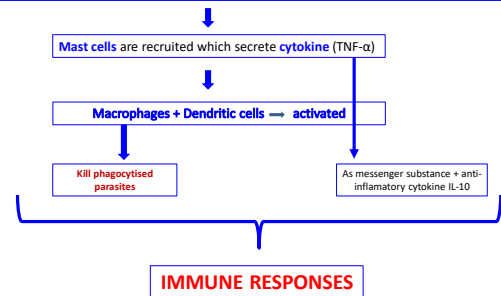 Mast cells are recruited which secrete cytokine (TNF-α)
Macrophages + Dendritic cells → activated
Kill phagocytised
parasites
As messenger substance + anti-
inflamatory cytokine IL-10
IMMUNE RESPONSES